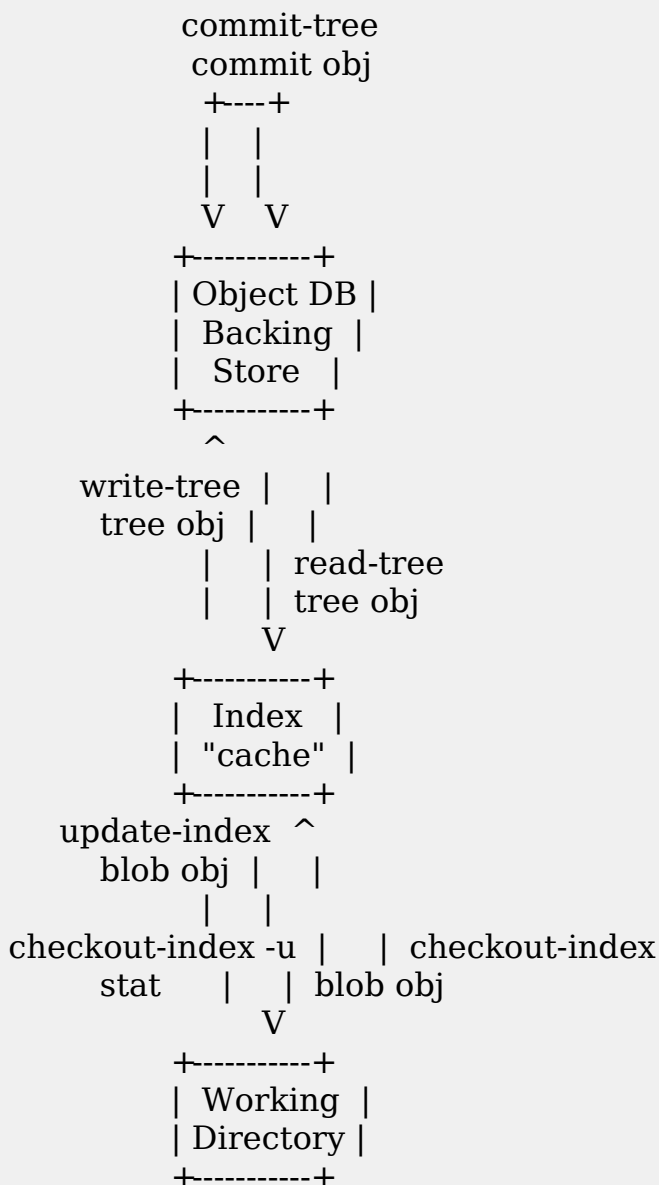 commit-tree
commit obj
+----+
| |
| |
V V
+-----------+
| Object DB |
| Backing |
| Store |
+-----------+
^
write-tree | |
tree obj | |
| | read-tree
| | tree obj
V
+-----------+
| Index |
| "cache" |
+-----------+
update-index ^
blob obj | |
| |
checkout-index -u | | checkout-index
stat | | blob obj
V
+-----------+
| Working |
| Directory |
+-----------+